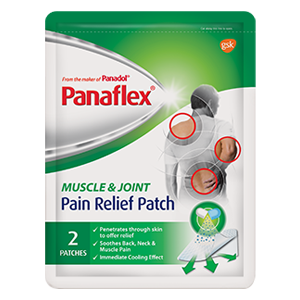 gsk
From the maker of Panadol®
Panaflex®
MUSCLE & JOINT
Pain Relief Patch
2
PATCHES
Penetrates through skin
to offer relief
Soothes Back, Neck &
Muscle Pain
Immediate Cooling Effect